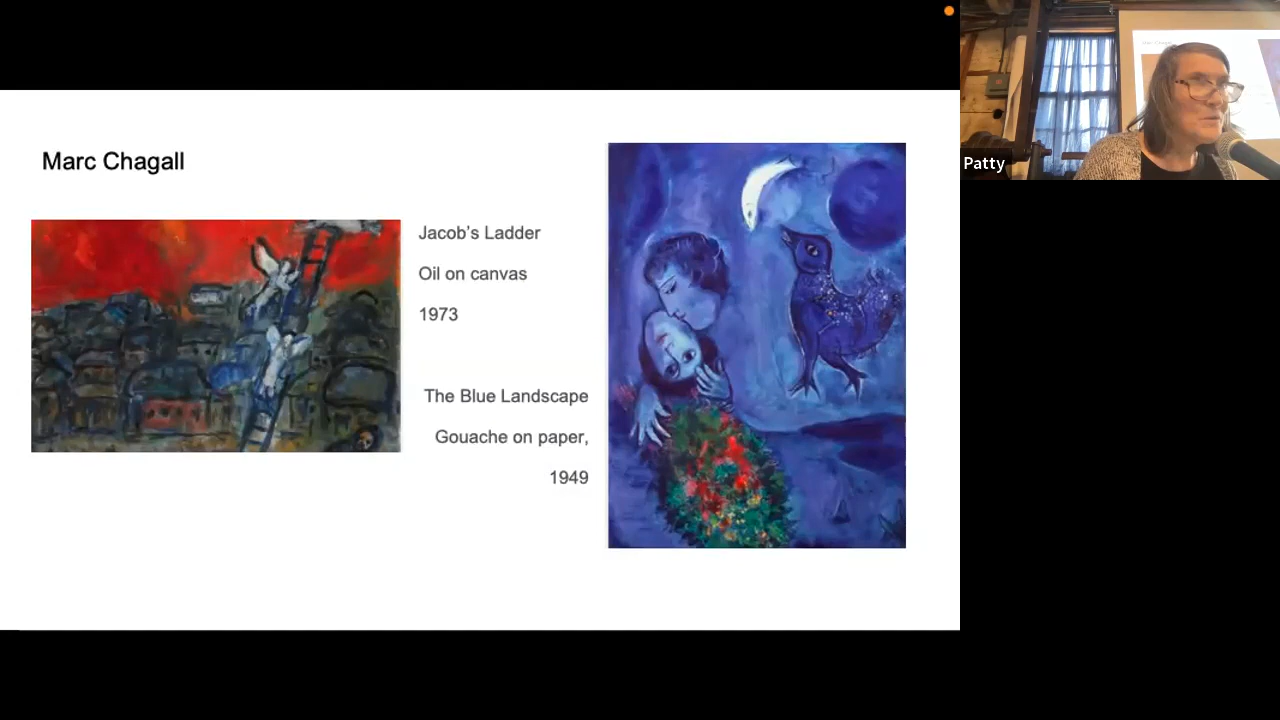 Marc Chagall
Jacob's Ladder
Oil on canvas
1973
The Blue Landscape
Gouache on paper,
1949
Patty